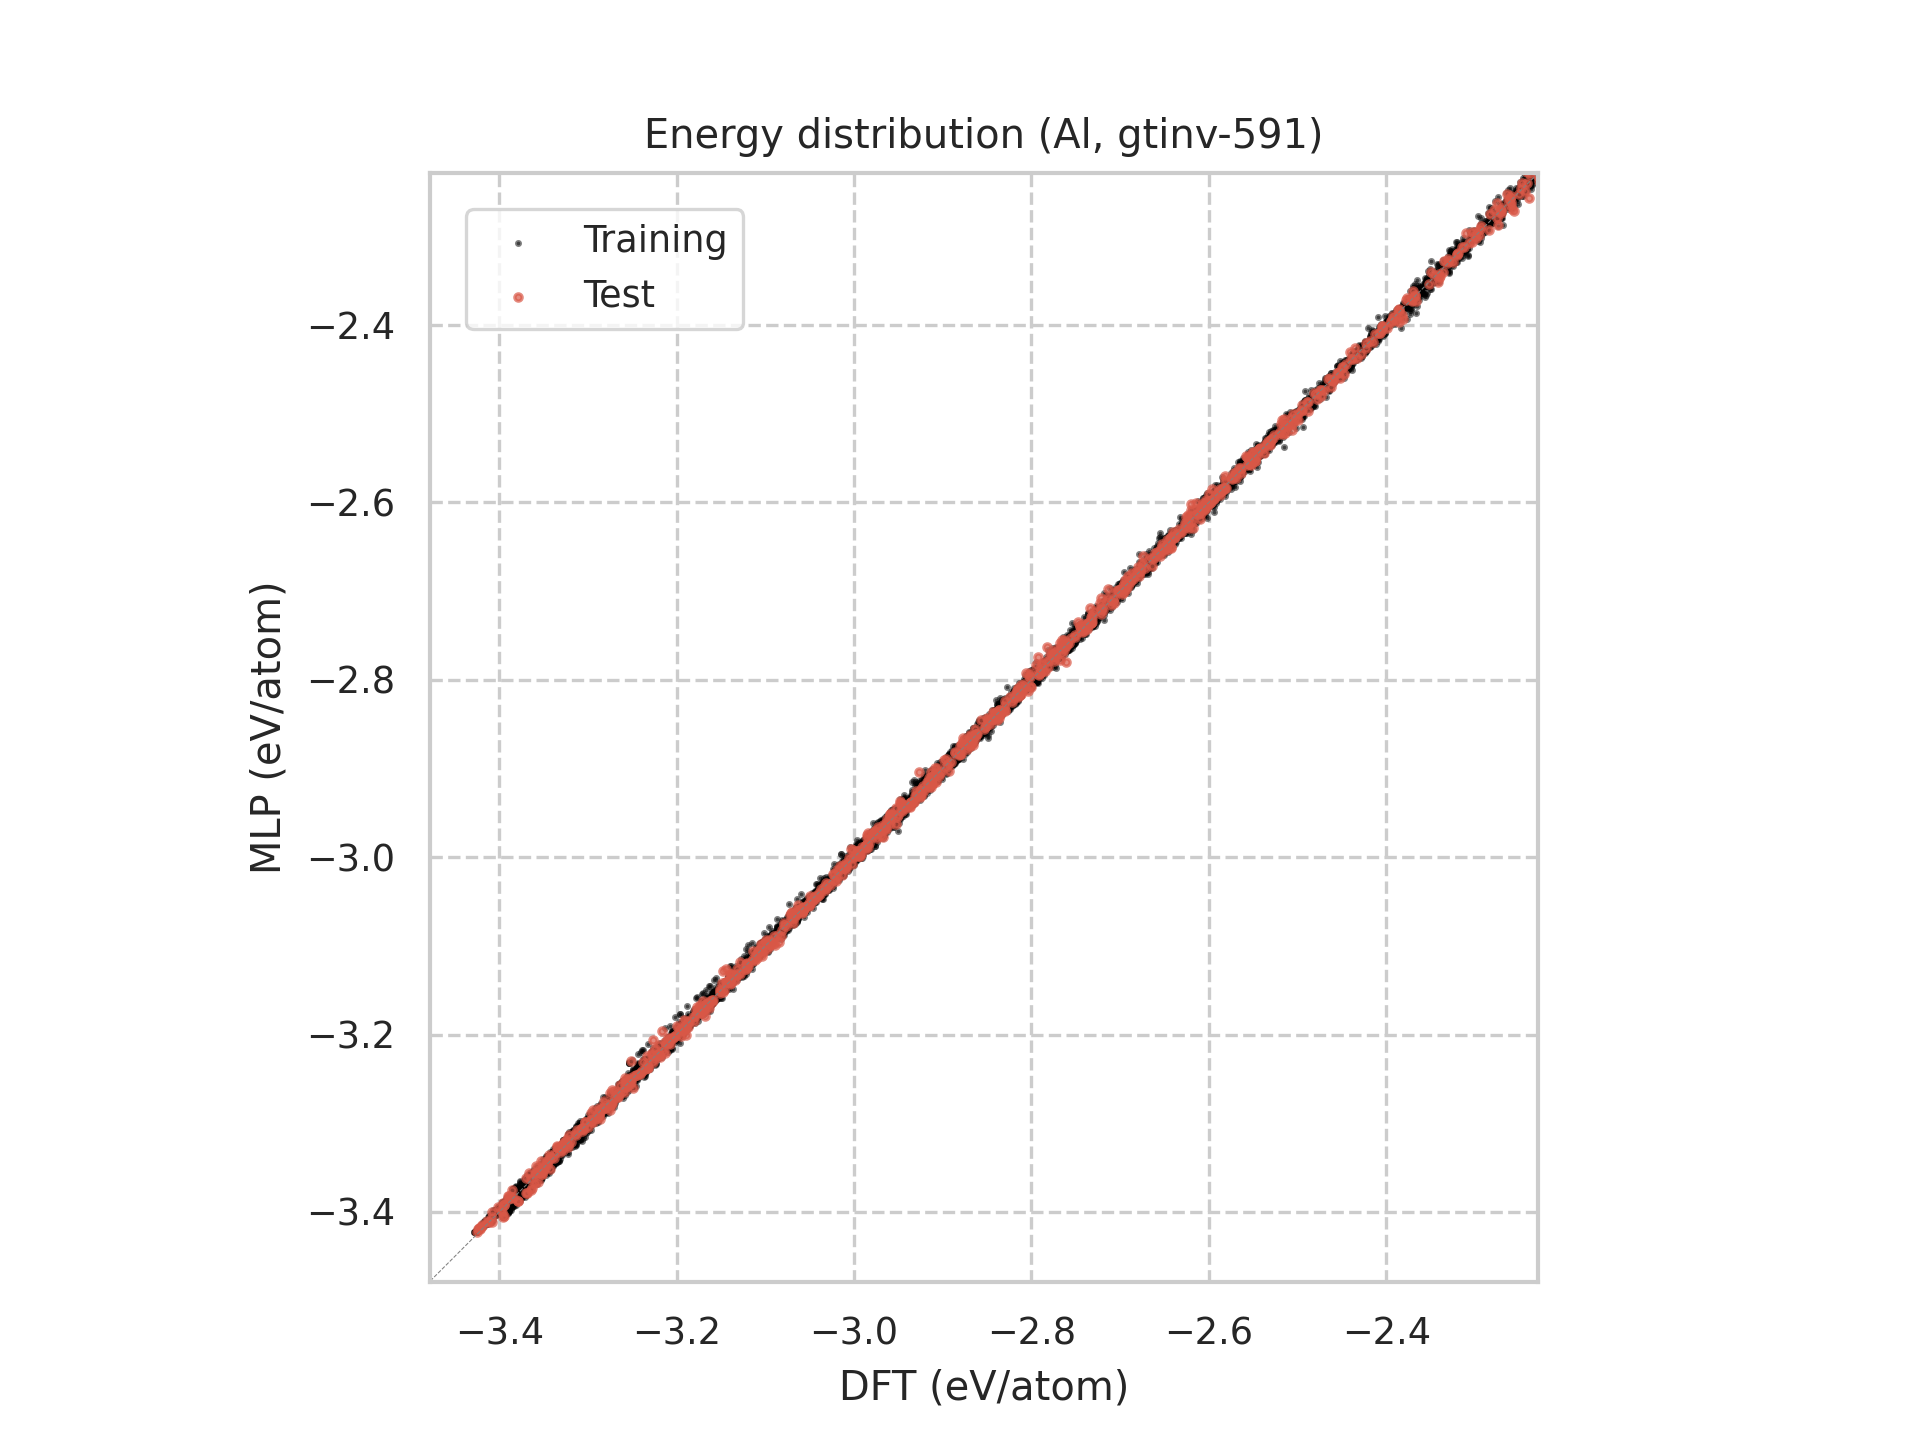 Energy distribution (Al, gtinv-591)
Training
Test
−2.4
−2.6
−2.8
−3.0
−3.2
−3.4
MLP (eV/atom)
−3.4 −3.2 −3.0 −2.8 −2.6 −2.4
DFT (eV/atom)